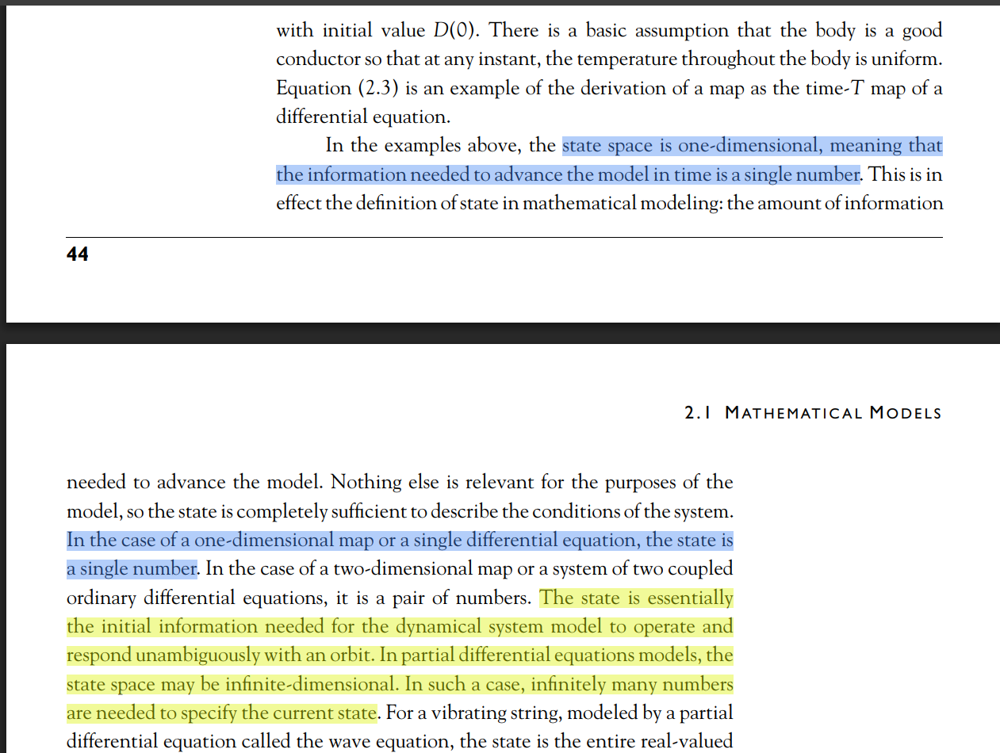 with initial value D(0). There is a basic assumption that the body is a good
conductor so that at any instant, the temperature throughout the body is uniform.
Equation (2.3) is an example of the derivation of a map as the time-T map of a
differential equation.
In the examples above, the state space is one-dimensional, meaning that
the information needed to advance the model in time is a single number. This is in
effect the definition of state in mathematical modeling: the amount of information
44
2.1 MATHEMATICAL MODELS
needed to advance the model. Nothing else is relevant for the purposes of the
model, so the state is completely sufficient to describe the conditions of the system.
In the case of a one-dimensional map or a single differential equation, the state is
a single number. In the case of a two-dimensional map or a system of two coupled
ordinary differential equations, it is a pair of numbers. The state is essentially
the initial information needed for the dynamical system model to operate and
respond unambiguously with an orbit. In partial differential equations models, the
state space may be infinite-dimensional. In such a case, infinitely many numbers
are needed to specify the current state. For a vibrating string, modeled by a partial
differential equation called the wave equation, the state is the entire real-valued